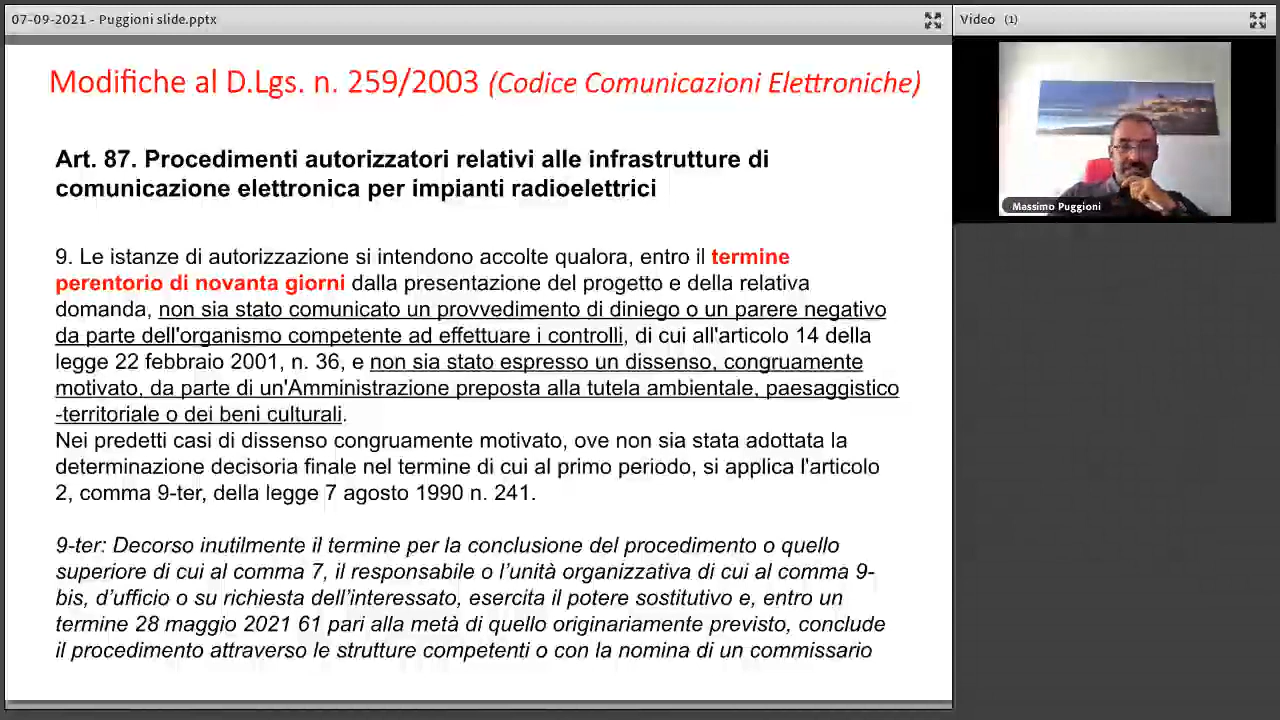 07-09-2021 - Puggioni slide.pptx
Video (1)
Modifiche al D.Lgs. n. 259/2003 (Codice Comunicazioni Elettroniche)
Art. 87. Procedimenti autorizzatori relativi alle infrastrutture di
comunicazione elettronica per impianti radioelettrici
9. Le istanze di autorizzazione si intendono accolte qualora, entro il termine
perentorio di novanta giorni dalla presentazione del progetto e della relativa
domanda, non sia stato comunicato un provvedimento di diniego o un parere negativo
da parte dell'organismo competente ad effettuare i controlli, di cui all'articolo 14 della
legge 22 febbraio 2001, n. 36, e non sia stato espresso un dissenso, congruamente
motivato, da parte di un'Amministrazione preposta alla tutela ambientale, paesaggistico
-territoriale o dei beni culturali.
Nei predetti casi di dissenso congruamente motivato, ove non sia stata adottata la
determinazione decisoria finale nel termine di cui al primo periodo, si applica l'articolo
2, comma 9-ter, della legge 7 agosto 1990 n. 241.
9-ter: Decorso inutilmente il termine per la conclusione del procedimento o quello
superiore di cui al comma 7, il responsabile o l’unità organizzativa di cui al comma 9-
bis, d’ufficio o su richiesta dell’interessato, esercita il potere sostitutivo e, entro un
termine 28 maggio 2021 61 pari alla metà di quello originariamente previsto, conclude
il procedimento attraverso le strutture competenti o con la nomina di un commissario
Massimo Puggioni